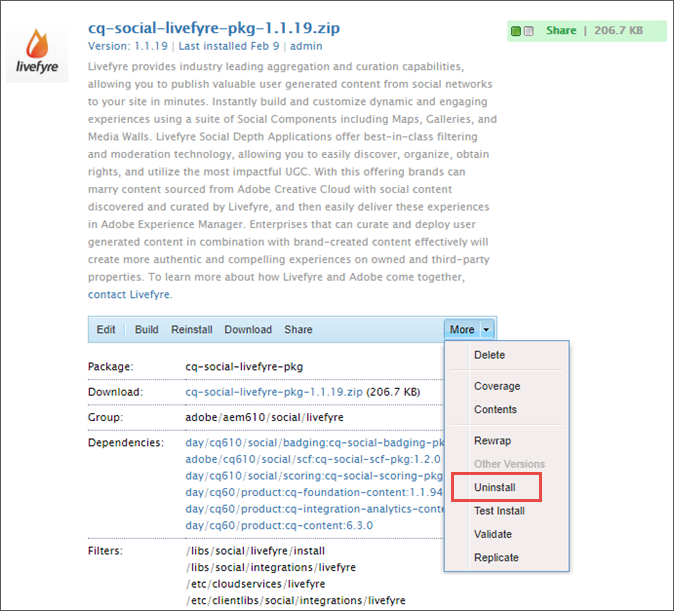 cq-social-livefyre-pkg-1.1.19.zip
Share | 206.7 KB
Version: 1.1.19 | Last installed Feb 9 | admin
livefyre
Livefyre provides industry leading aggregation and curation capabilities,
allowing you to publish valuable user generated content from social networks
to your site in minutes. Instantly build and customize dynamic and engaging
experiences using a suite of Social Components including Maps, Galleries, and
Media Walls. Livefyre Social Depth Applications offer best-in-class filtering
and moderation technology, allowing you to easily discover, organize, obtain
rights, and utilize the most impactful UGC. With this offering brands can
marry content sourced from Adobe Creative Cloud with social content
discovered and curated by Livefyre, and then easily deliver these experiences
in Adobe Experience Manager. Enterprises that can curate and deploy user
generated content in combination with brand-created content effectively will
create more authentic and compelling experiences on owned and third-party
properties. To learn more about how Livefyre and Adobe come together,
contact Livefyre.
Edit Build Reinstall Download Share More
Package: cq-social-livefyre-pkg
Download: cq-social-livefyre-pkg-1.1.19.zip (206.7 KB)
Group: adobe/aem610/social/livefyre
Dependencies: day/cq610/social/badging:cq-social-badging-pk
adobe/cq610/social/scf:cq-social-scf-pkg:1.2.0
day/cq610/social/scoring:cq-social-scoring-pkg
day/cq60/product:cq-foundation-content:1.1.94
day/cq60/product:cq-integration-analytics-conte
day/cq60/product:cq-content:6.3.0
Filters: /libs/social/livefyre/install
/libs/social/integrations/livefyre
/etc/cloudservices/livefyre
/etc/clientlibs/social/integrations/livefyre
Delete
Coverage
Contents
Rewrap
Other Versions
Uninstall
Test Install
Validate
Replicate